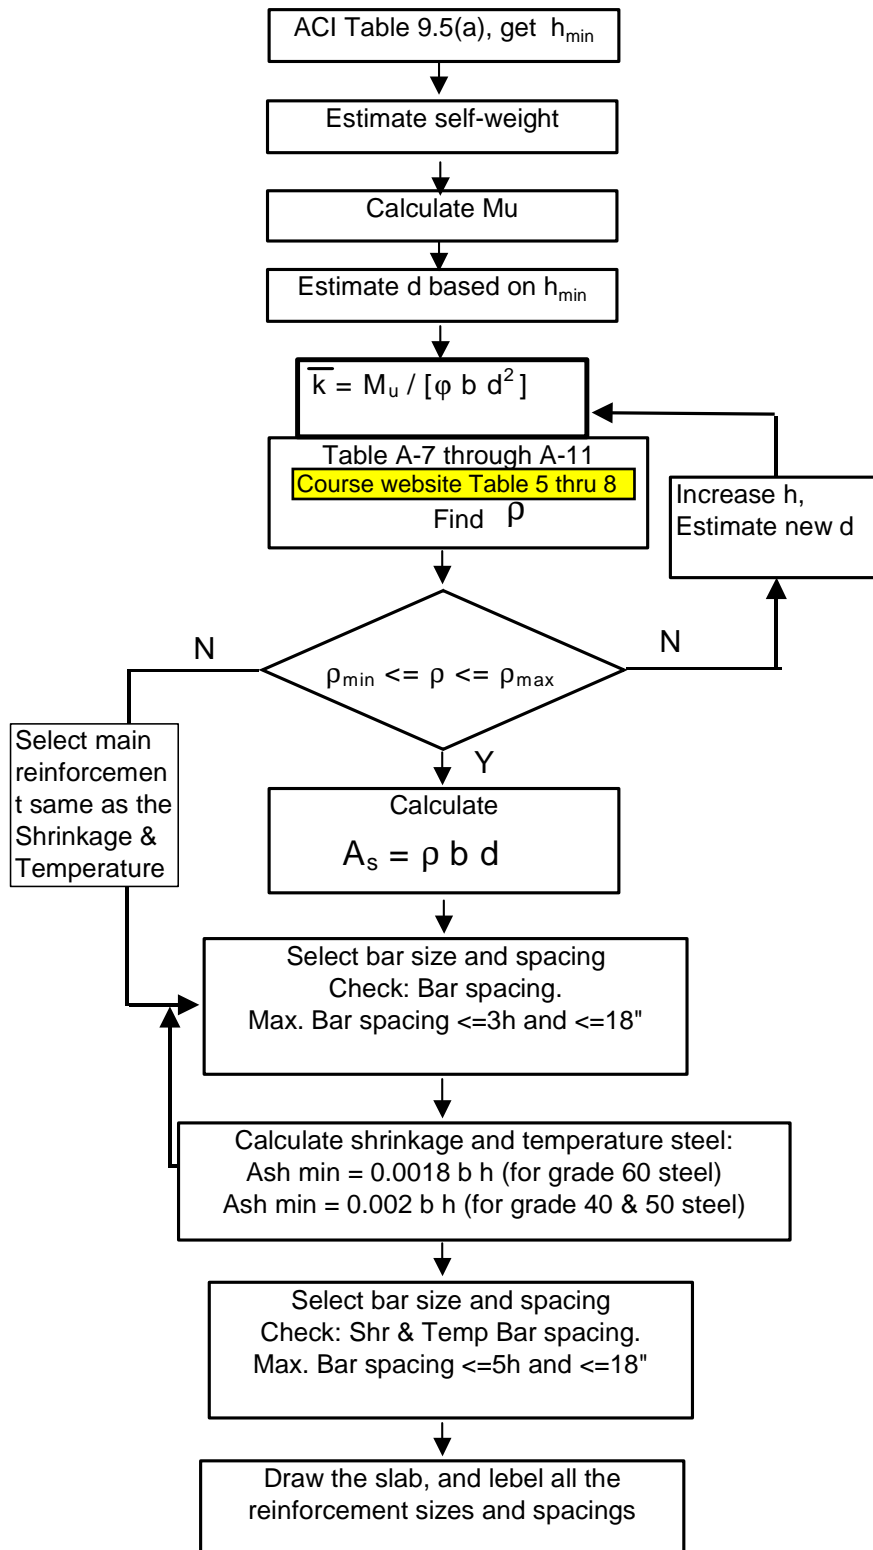 ACI Table 9.5(a), get h_min
Estimate self-weight
Calculate Mu
Estimate d based on h_min
k̅ = M_u / [φ b d²]
Table A-7 through A-11
Course website Table 5 thru 8
Find ρ
Increase h,
Estimate new d
N
N
ρ_min <= ρ <= ρ_max
Select main
reinforcemen
t same as the
Shrinkage &
Temperature
Y
Calculate
A_s = ρ b d
Select bar size and spacing
Check: Bar spacing.
Max. Bar spacing <=3h and <=18"
Calculate shrinkage and temperature steel:
Ash min = 0.0018 b h (for grade 60 steel)
Ash min = 0.002 b h (for grade 40 & 50 steel)
Select bar size and spacing
Check: Shr & Temp Bar spacing.
Max. Bar spacing <=5h and <=18"
Draw the slab, and lebel all the
reinforcement sizes and spacings